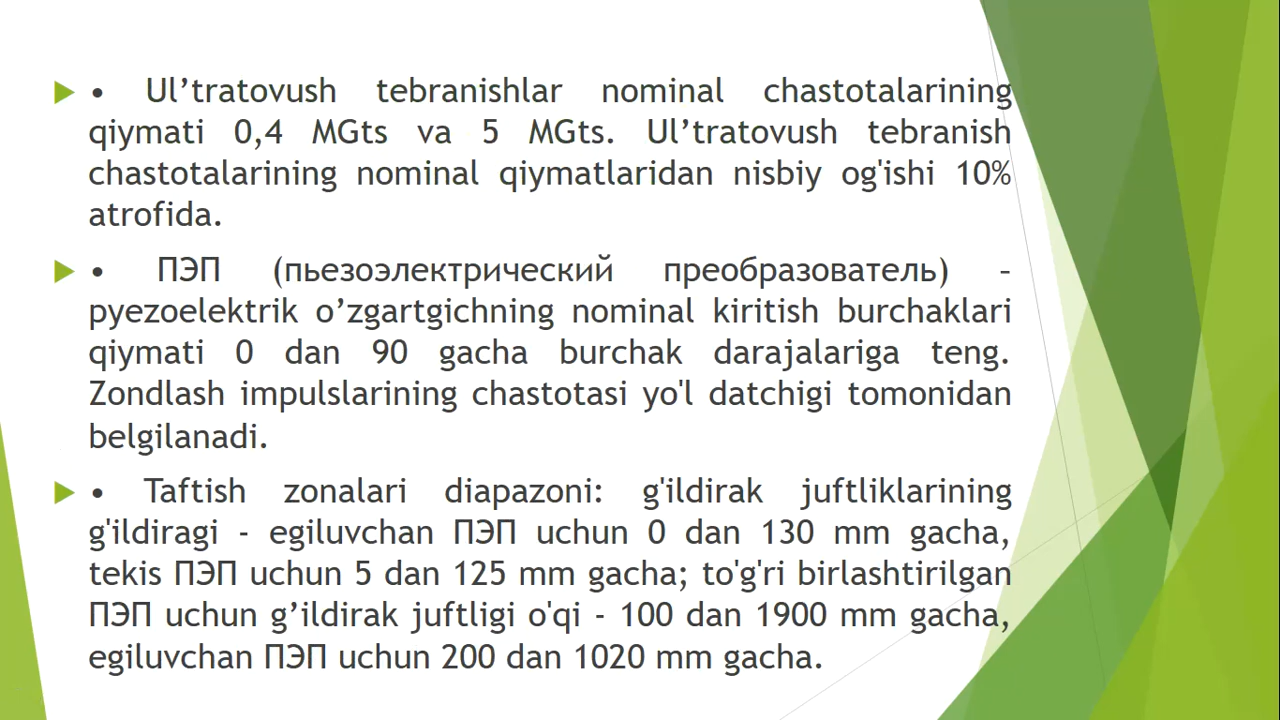 • Ul’tratovush tebranishlar nominal chastotalarining
qiymati 0,4 MGts va 5 MGts. Ul’tratovush tebranish
chastotalarining nominal qiymatlaridan nisbiy og'ishi 10%
atrofida.
• ПЭП (пьезоэлектрический преобразователь) –
pyezoelektrik o’zgartgichning nominal kiritish burchaklari
qiymati 0 dan 90 gacha burchak darajalariga teng.
Zondlash impulslarining chastotasi yo'l datchigi tomonidan
belgilanadi.
• Taftish zonalari diapazoni: g'ildirak juftliklarining
g'ildiragi - egiluvchan ПЭП uchun 0 dan 130 mm gacha,
tekis ПЭП uchun 5 dan 125 mm gacha; to'g'ri birlashtirilgan
ПЭП uchun g’ildirak juftligi o'qi - 100 dan 1900 mm gacha,
egiluvchan ПЭП uchun 200 dan 1020 mm gacha.